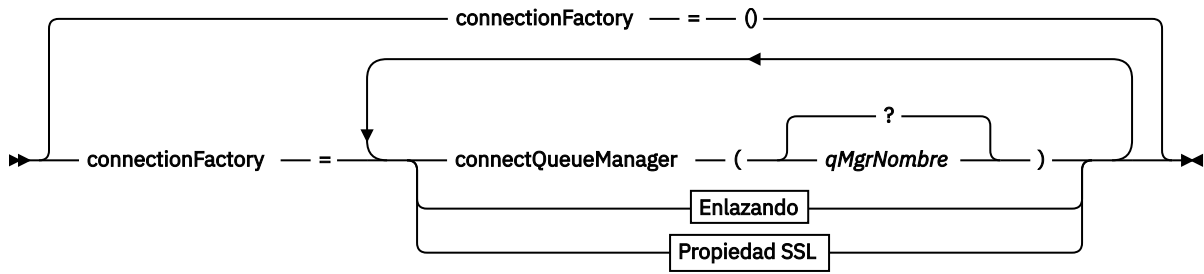 connectionFactory = ()
?
connectionFactory = connectQueueManager ( qMgrNombre )
Enlazando
Propiedad SSL